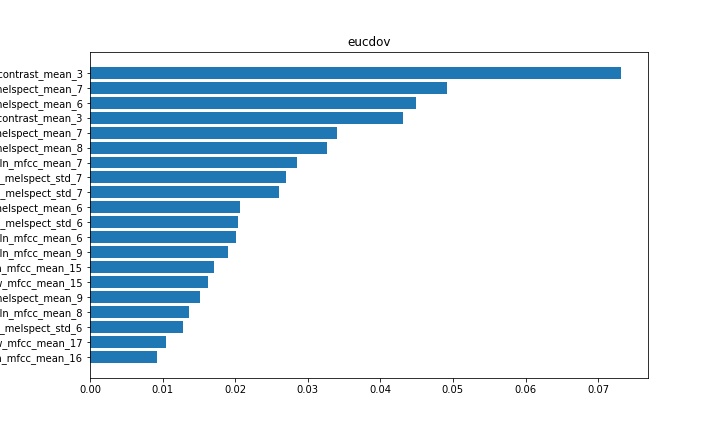 eucdov
contrast_mean_3
melspect_mean_7
melspect_mean_6
contrast_mean_3
melspect_mean_7
melspect_mean_8
ln_mfcc_mean_7
_melspect_std_7
_melspect_std_7
melspect_mean_6
_melspect_std_6
ln_mfcc_mean_6
ln_mfcc_mean_9
_mfcc_mean_15
_mfcc_mean_15
melspect_mean_9
ln_mfcc_mean_8
_melspect_std_6
_mfcc_mean_17
_mfcc_mean_16
0.00 0.01 0.02 0.03 0.04 0.05 0.06 0.07